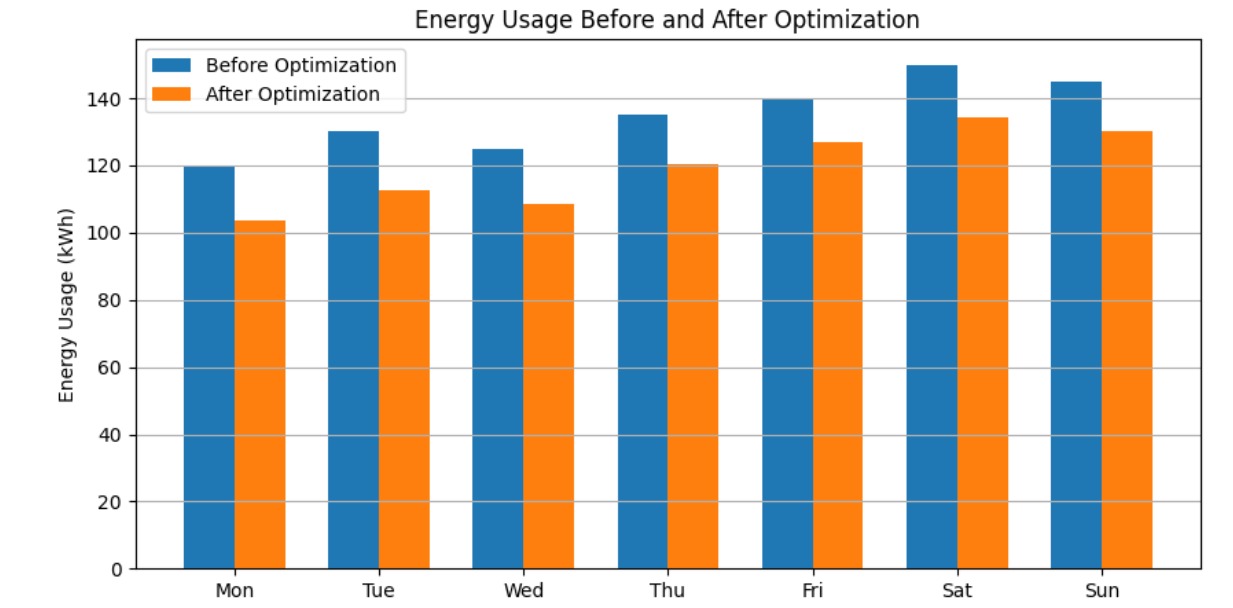 Energy Usage Before and After Optimization
Before Optimization
After Optimization
Energy Usage (kWh)
140
120
100
80
60
40
20
0
Mon Tue Wed Thu Fri Sat Sun